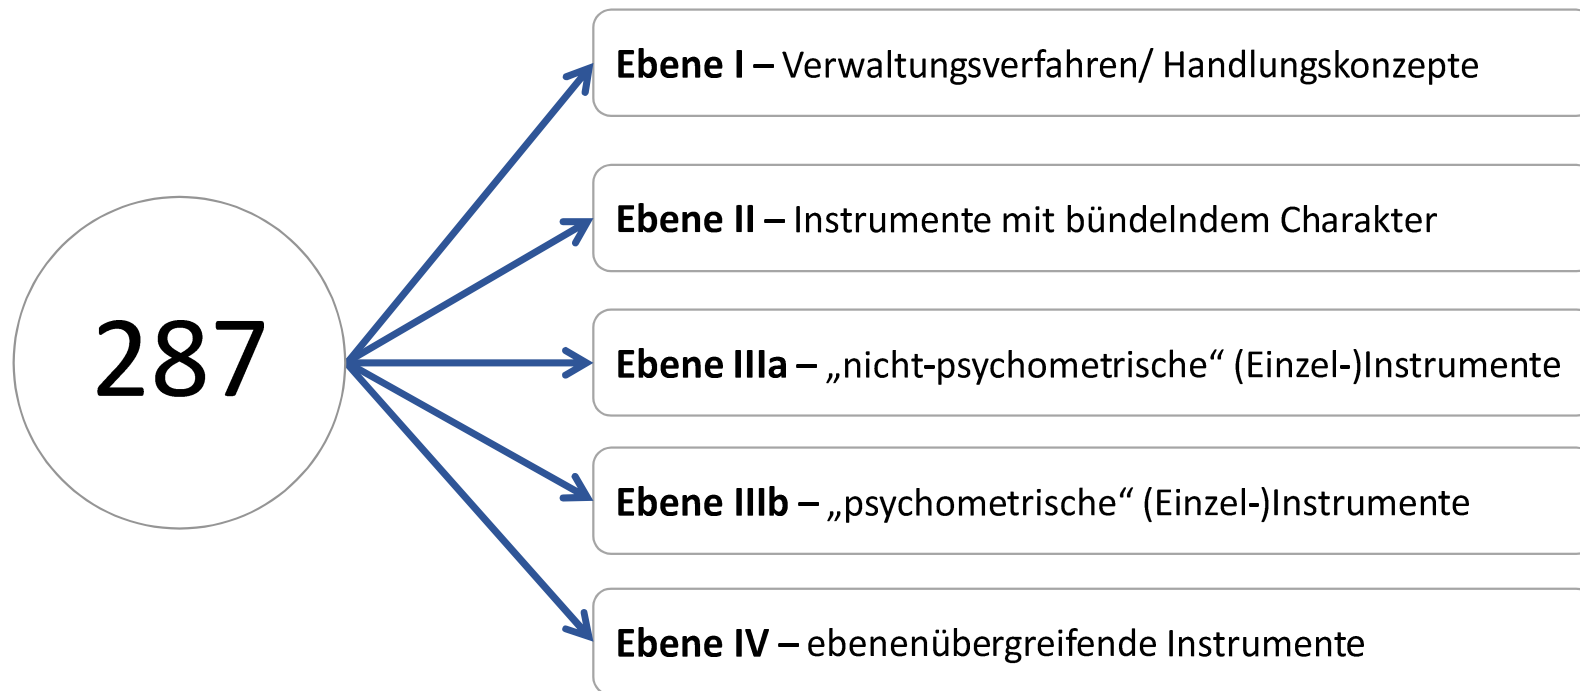 287
Ebene I – Verwaltungsverfahren/ Handlungskonzepte
Ebene II – Instrumente mit bündelndem Charakter
Ebene IIIa – „nicht-psychometrische“ (Einzel-)Instrumente
Ebene IIIb – „psychometrische“ (Einzel-)Instrumente
Ebene IV – ebenenübergreifende Instrumente